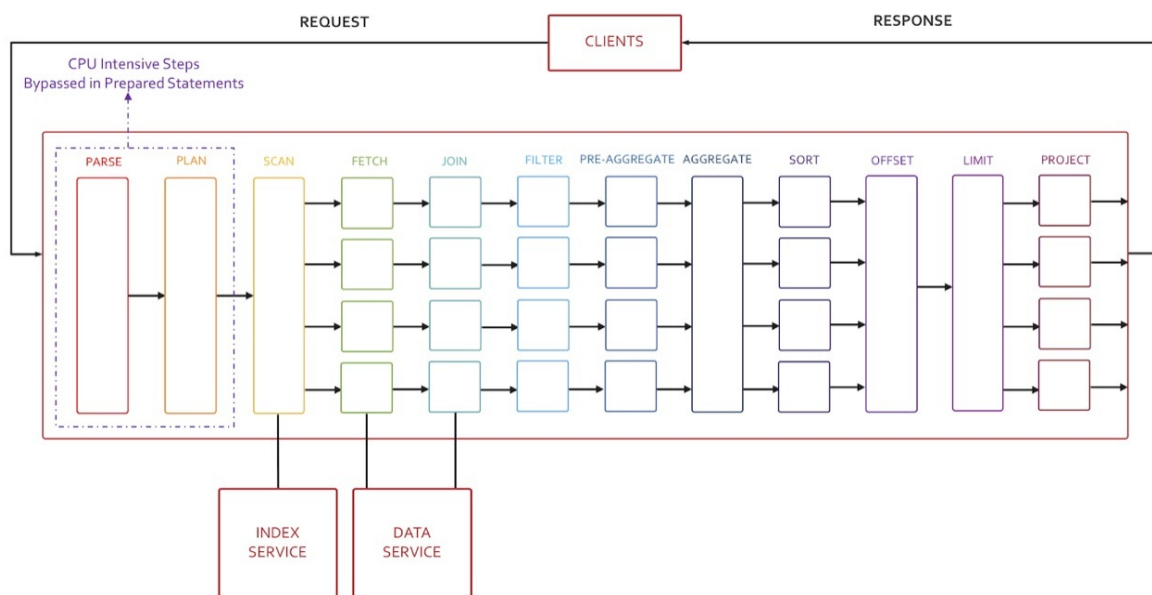 REQUEST
RESPONSE
CLIENTS
CPU Intensive Steps
Bypassed in Prepared Statements
PARSE
PLAN
SCAN
FETCH
JOIN
FILTER
PRE-AGGREGATE
AGGREGATE
SORT
OFFSET
LIMIT
PROJECT
INDEX
SERVICE
DATA
SERVICE